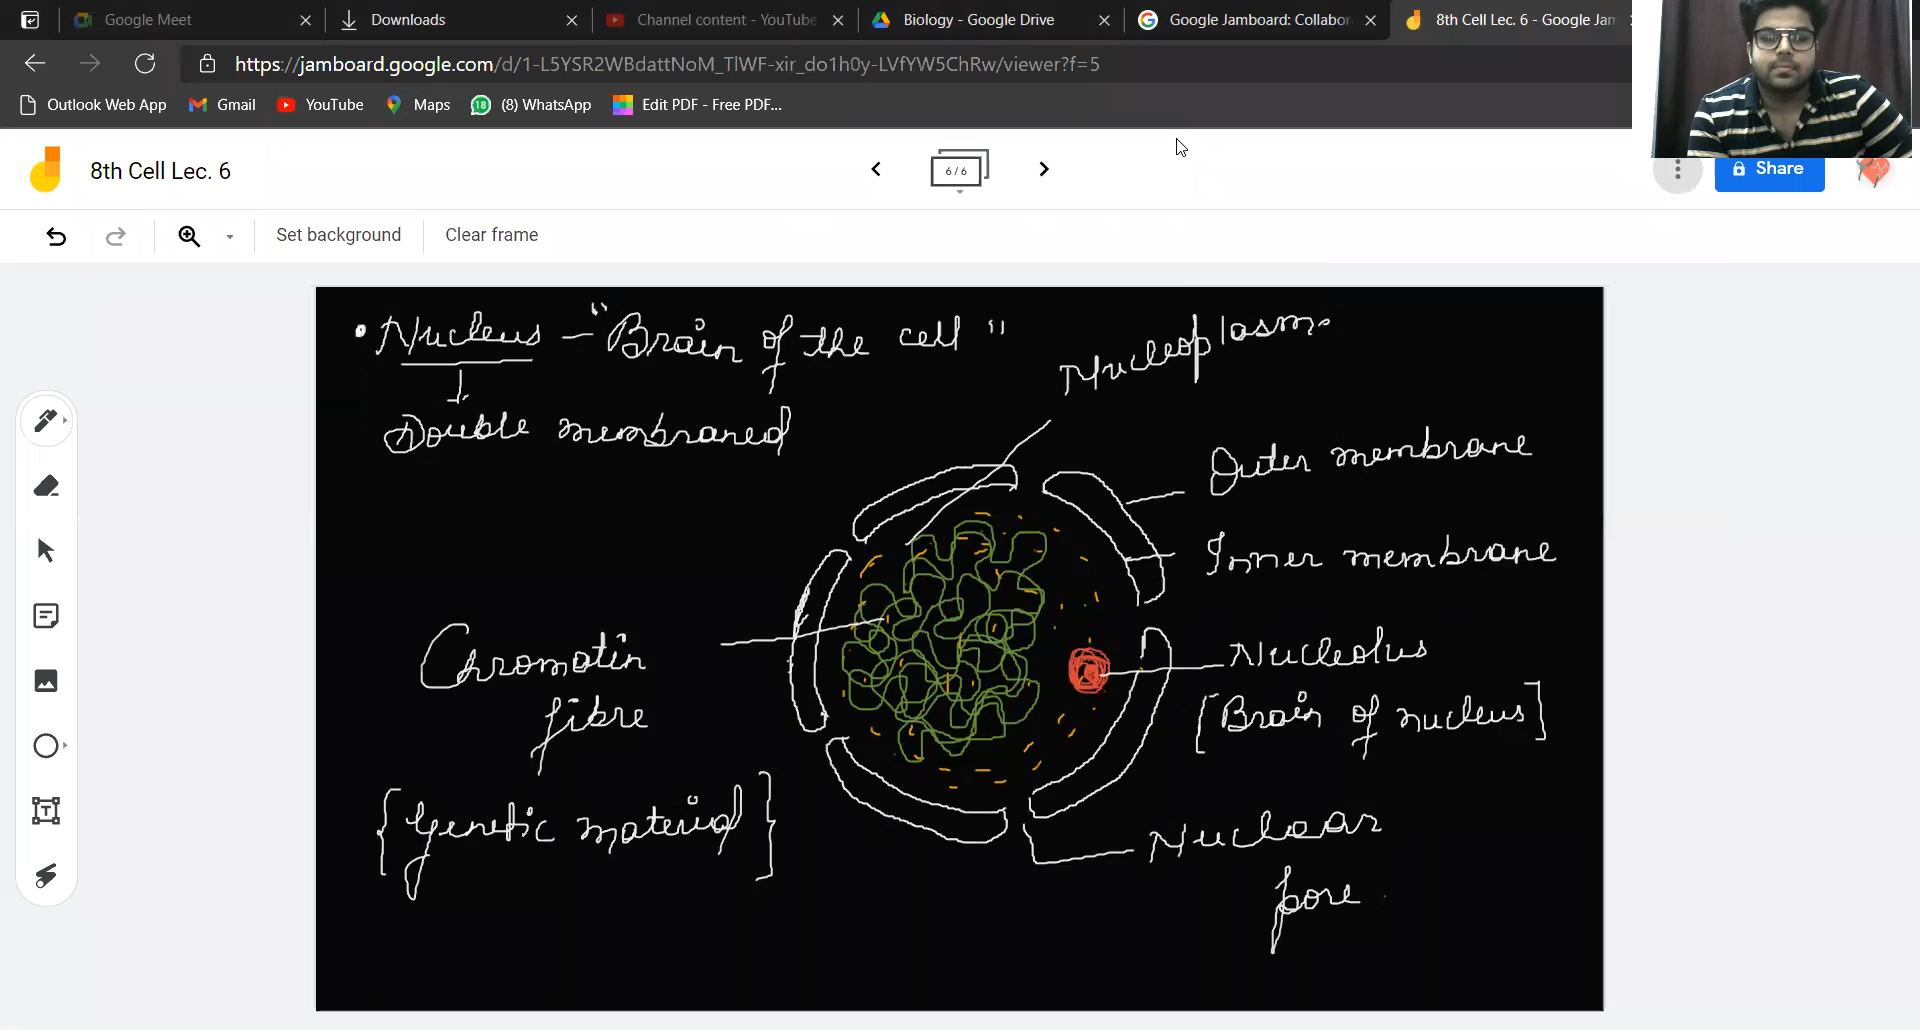 Google Meet
Downloads
Channel content - YouTube
Biology - Google Drive
Google Jamboard: Collabor
8th Cell Lec. 6 - Google Jam
https://jamboard.google.com/d/1-L5YSR2WBdattNoM_TlWF-xir_do1h0y-LVfYW5ChRw/viewer?f=5
Outlook Web App
Gmail
YouTube
Maps
18
(8) WhatsApp
Edit PDF - Free PDF...
8th Cell Lec. 6
6 / 6
Share
Set background
Clear frame
• Nucleus - "Brain of the cell"
Nucleoplasm
Double membraned
Outer membrane
Inner membrane
Chromatin
fibre
Nucleolus
[Brain of nucleus]
{Genetic material}
Nuclear
pore